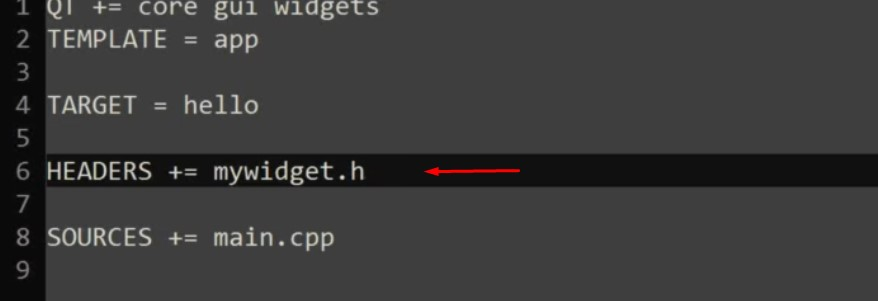 1 QT += core gui widgets
2 TEMPLATE = app
3
4 TARGET = hello
5
6 HEADERS += mywidget.h
7
8 SOURCES += main.cpp
9